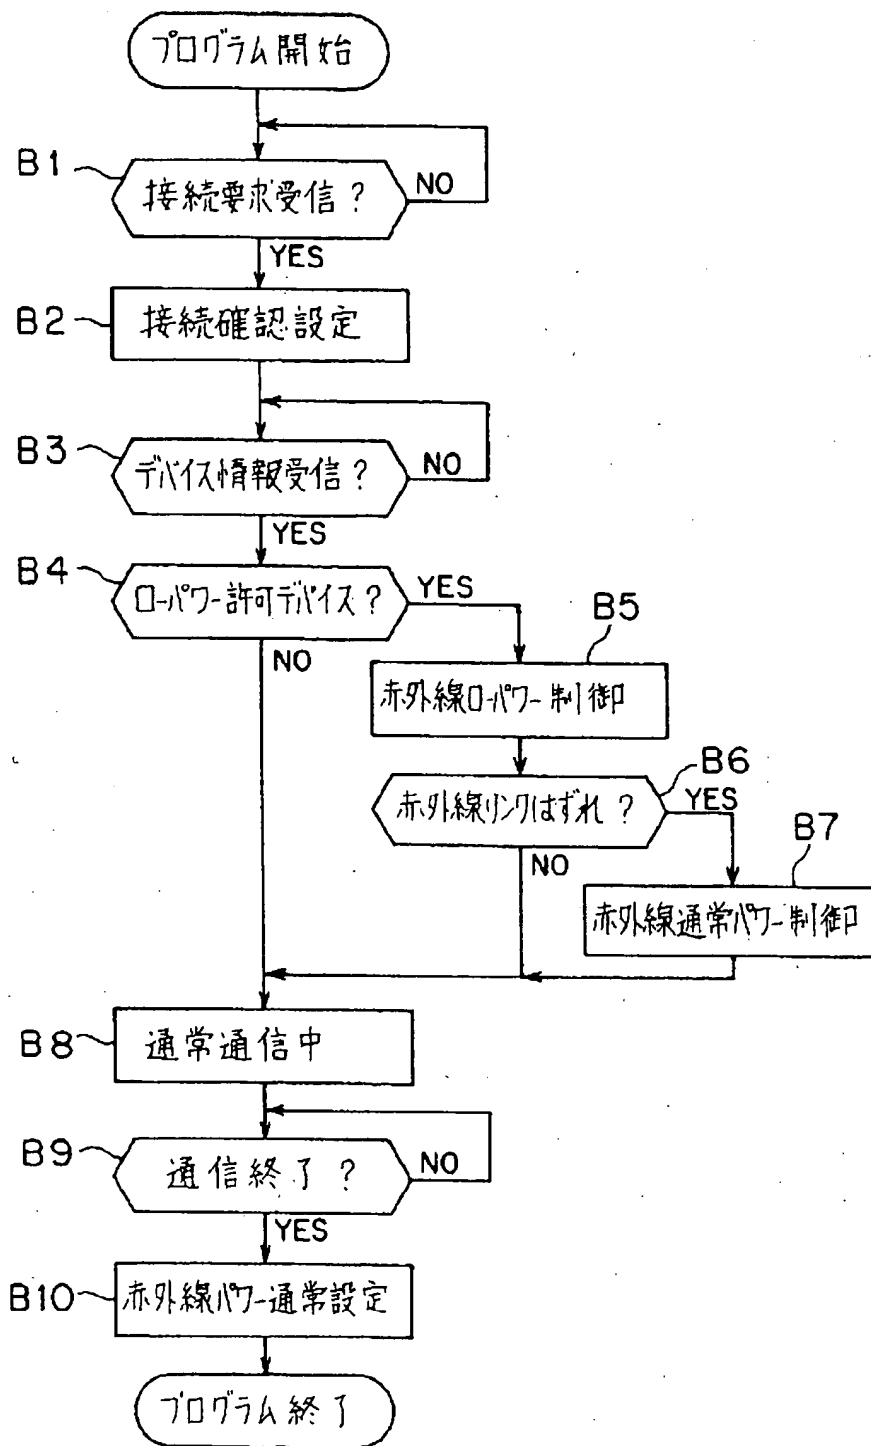 プログラム開始
B1
接続要求受信?
NO
YES
B2
接続確認設定
B3
デバイス情報受信?
NO
YES
B4
ローパワー許可デバイス?
YES
NO
B5
赤外線ローパワー制御
B6
赤外線リンクはずれ?
YES
NO
B7
赤外線通常パワー制御
B8
通常通信中
B9
通信終了?
NO
YES
B10
赤外線パワー通常設定
プログラム終了